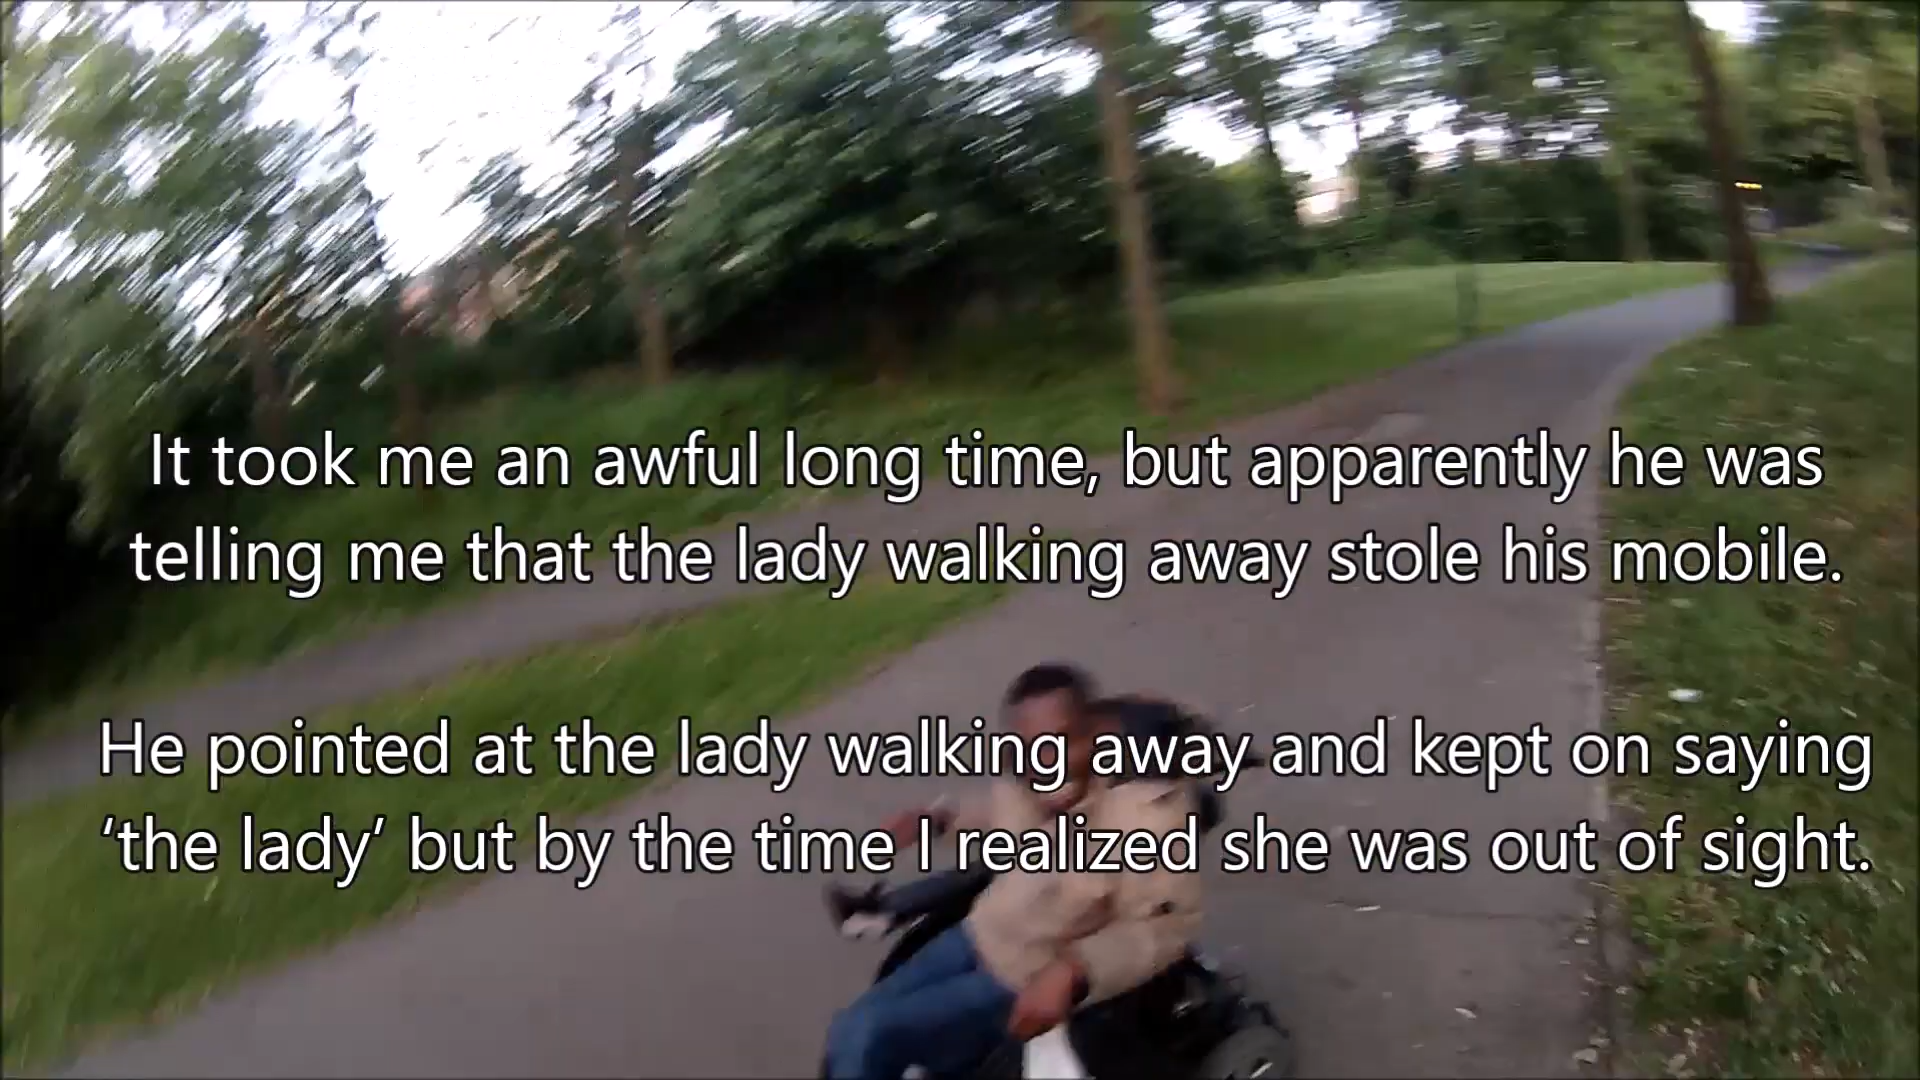 It took me an awful long time, but apparently he was
telling me that the lady walking away stole his mobile.
He pointed at the lady walking away and kept on saying
‘the lady’ but by the time I realized she was out of sight.